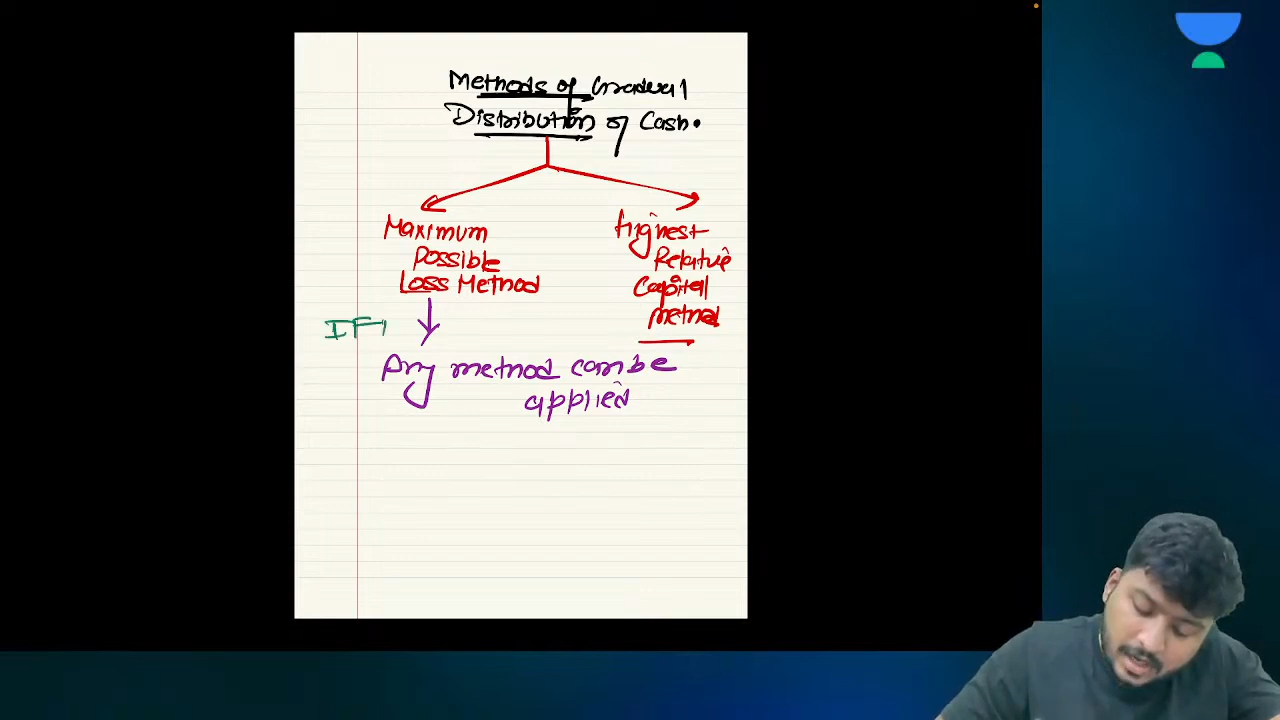 Methods of Gradual
Distribution of Cash.
Maximum
Possible
Loss Method
Highest
Relative
Capital
method
IF
Any method can be
applied